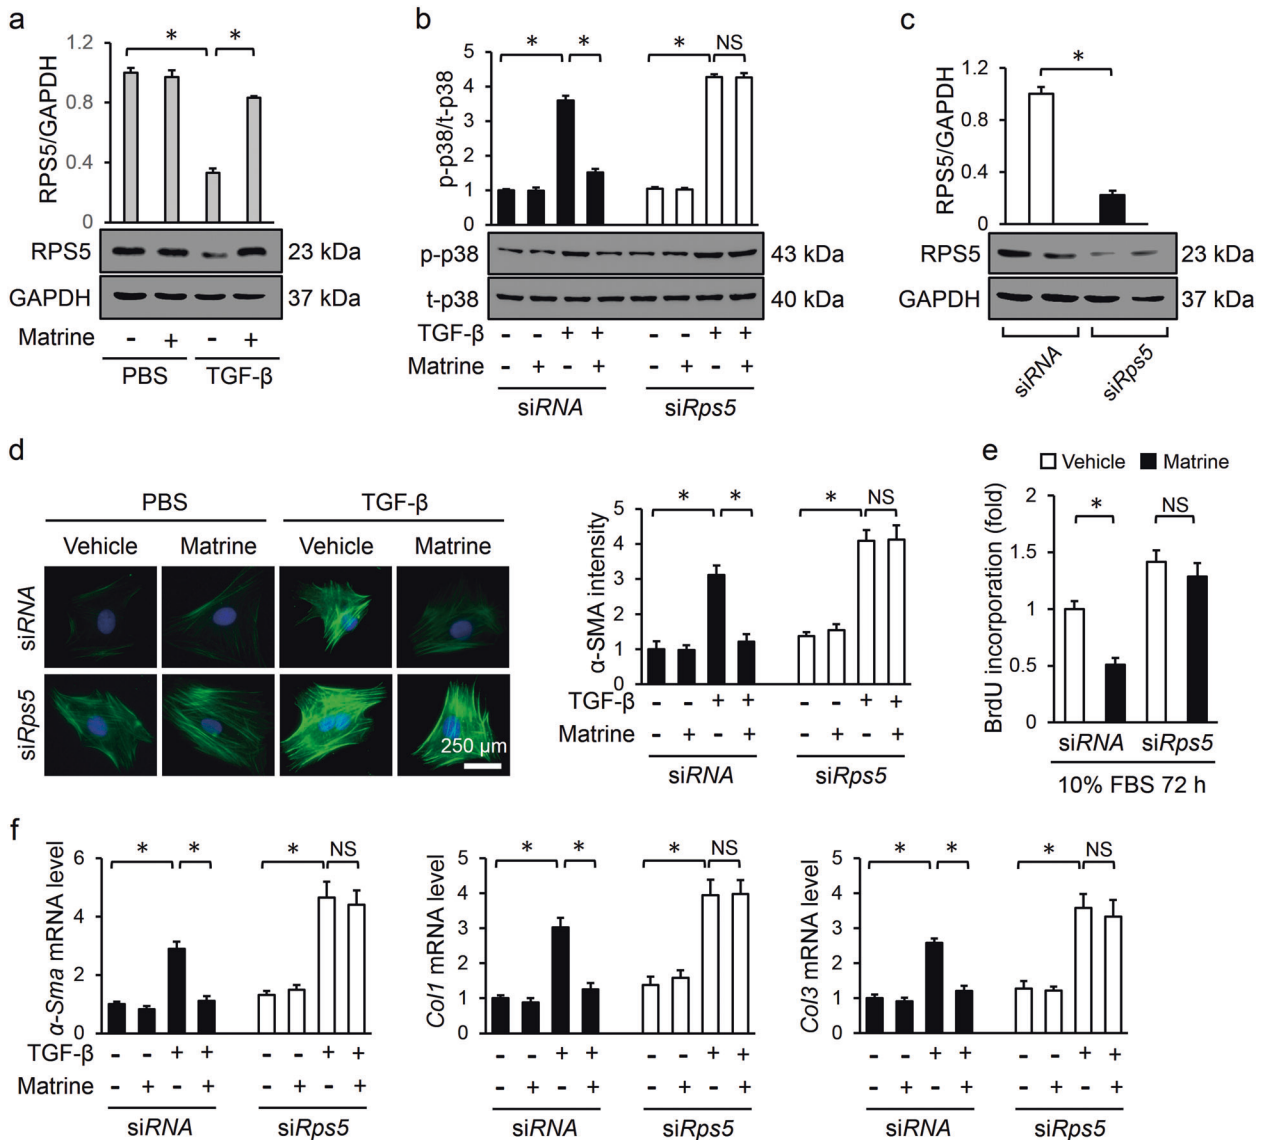 a
* *
RPS5/GAPDH
1.2
0.8
0.4
0
RPS5 23 kDa
GAPDH 37 kDa
Matrine - + - +
PBS TGF-β
b
* * * NS
p-p38/t-p38
5
4
3
2
1
0
p-p38 43 kDa
t-p38 40 kDa
TGF-β - - + + - - + +
Matrine - + - + - + - +
siRNA siRps5
c
*
RPS5/GAPDH
1.2
0.8
0.4
0
RPS5 23 kDa
GAPDH 37 kDa
siRNA siRps5
d
PBS TGF-β
Vehicle Matrine Vehicle Matrine
siRNA
siRps5
250 µm
* * * NS
α-SMA intensity
5
4
3
2
1
0
TGF-β - - + + - - + +
Matrine - + - + - + - +
siRNA siRps5
e
Vehicle Matrine
* NS
BrdU incorporation (fold)
2
1.5
1
0.5
0
siRNA siRps5
10% FBS 72 h
f
* * * NS
α-Sma mRNA level
6
4
2
0
TGF-β - - + + - - + +
Matrine - + - + - + - +
siRNA siRps5
* * * NS
Col1 mRNA level
5
4
3
2
1
0
- - + + - - + +
- + - + - + - +
siRNA siRps5
* * * NS
Col3 mRNA level
5
4
3
2
1
0
- - + + - - + +
- + - + - + - +
siRNA siRps5